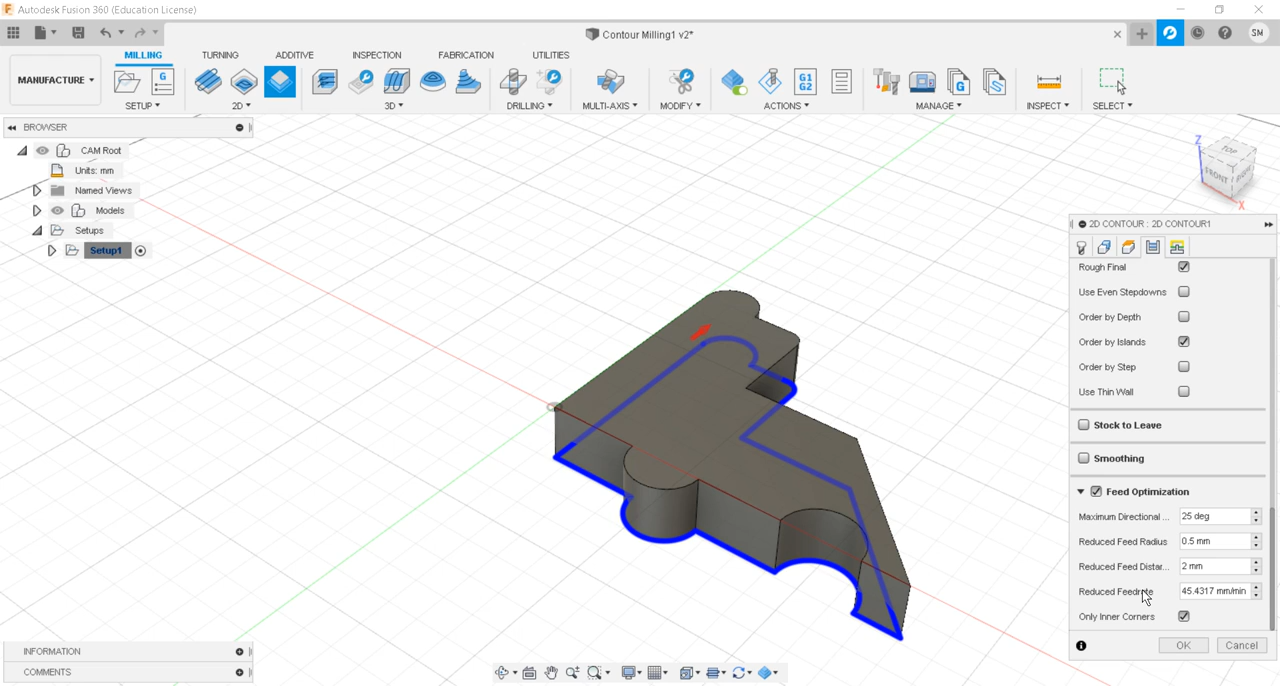 Autodesk Fusion 360 (Education License)
Contour Milling1 v2*
SM
MILLING TURNING ADDITIVE INSPECTION FABRICATION UTILITIES
MANUFACTURE
G
G1
G2
SETUP 2D 3D DRILLING MULTI-AXIS MODIFY ACTIONS MANAGE INSPECT SELECT
BROWSER
CAM Root
Units: mm
Named Views
Models
Setups
Setup1
Z
TOP
FRONT RIGHT
X
2D CONTOUR : 2D CONTOUR1
Rough Final
Use Even Stepdowns
Order by Depth
Order by Islands
Order by Step
Use Thin Wall
Stock to Leave
Smoothing
Feed Optimization
Maximum Directional ... 25 deg
Reduced Feed Radius 0.5 mm
Reduced Feed Distar... 2 mm
Reduced Feedrate 45.4317 mm/min
Only Inner Corners
OK Cancel
INFORMATION
COMMENTS